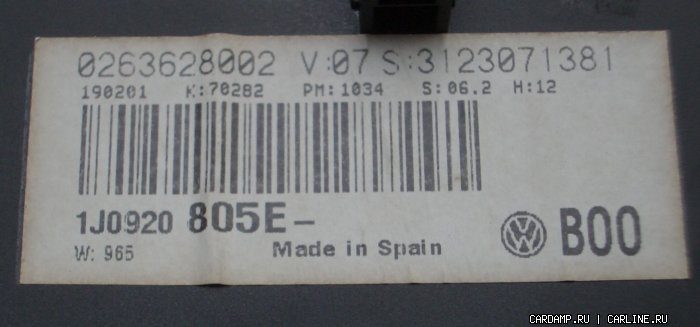 0263628002 V:07 S:3123071381
190201 K:70282 PM:1034 S:06.2 H:12
1J0920 805E-
W: 965 Made in Spain
B00
CARDAMP.RU | CARLINE.RU